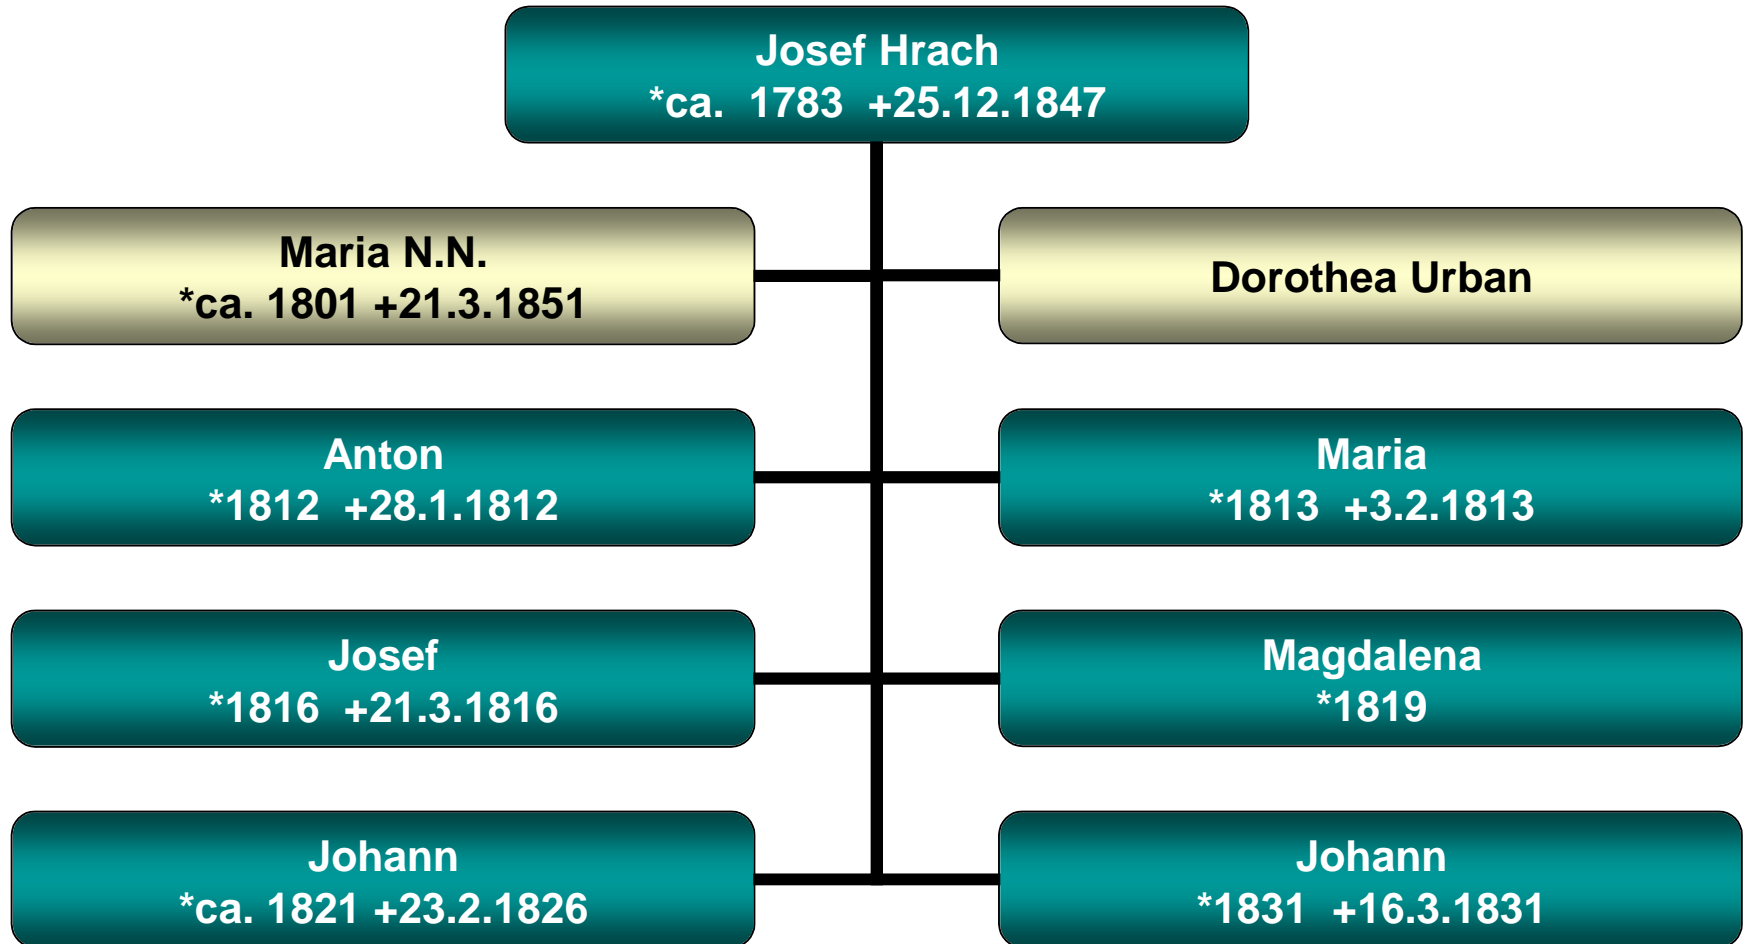 Josef Hrach
*ca.  1783  +25.12.1847
Maria N.N.
*ca. 1801 +21.3.1851
Dorothea Urban
Anton
*1812  +28.1.1812
Maria
*1813  +3.2.1813
Josef
*1816  +21.3.1816
Magdalena
*1819
Johann
*ca. 1821 +23.2.1826
Johann
*1831  +16.3.1831